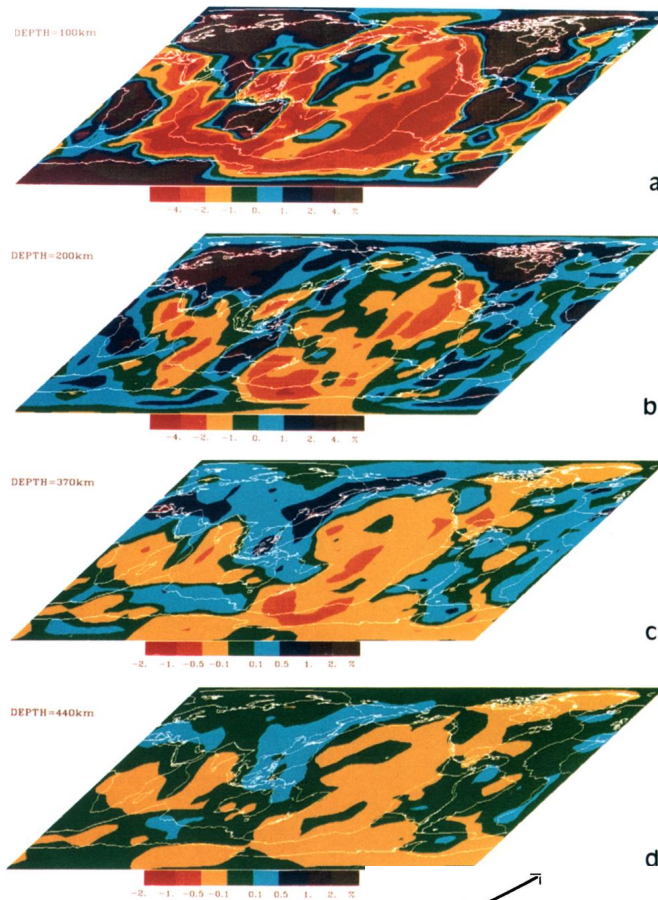 DEPTH=100km
a
-4. -2. -1. 0. 1. 2. 4. %
DEPTH=200km
b
-4. -2. -1. 0. 1. 2. 4. %
DEPTH=370km
c
-2. -1. -0.5 -0.1 0.1 0.5 1. 2. %
DEPTH=440km
d
-2. -1. -0.5 -0.1 0.1 0.5 1. 2. %